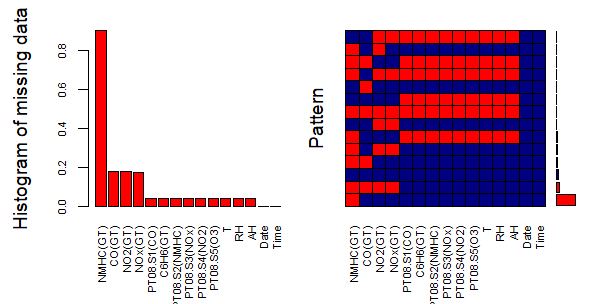 Histogram of missing data
0.8
0.6
0.4
0.2
0.0
NMHC(GT)
CO(GT)
NO2(GT)
NOx(GT)
PT08.S1(CO)
C6H6(GT)
PT08.S2(NMHC)
PT08.S3(NOx)
PT08.S4(NO2)
PT08.S5(O3)
T
RH
AH
Date
Time
Pattern
NMHC(GT)
CO(GT)
NO2(GT)
NOx(GT)
PT08.S1(CO)
C6H6(GT)
PT08.S2(NMHC)
PT08.S3(NOx)
PT08.S4(NO2)
PT08.S5(O3)
T
RH
AH
Date
Time